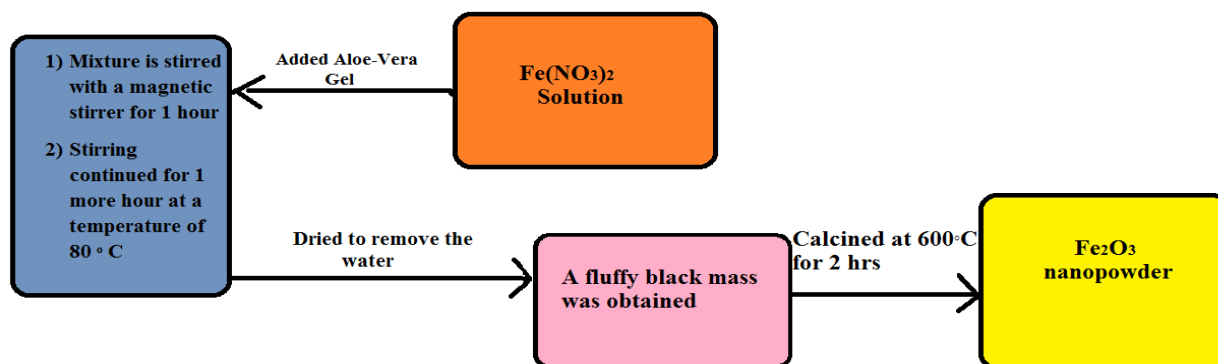 Fe(NO₃)₂
Solution
Added Aloe-Vera
Gel
1) Mixture is stirred
with a magnetic
stirrer for 1 hour
2) Stirring
continued for 1
more hour at a
temperature of
80 ° C
Dried to remove the
water
A fluffy black mass
was obtained
Calcined at 600°C
for 2 hrs
Fe₂O₃
nanopowder